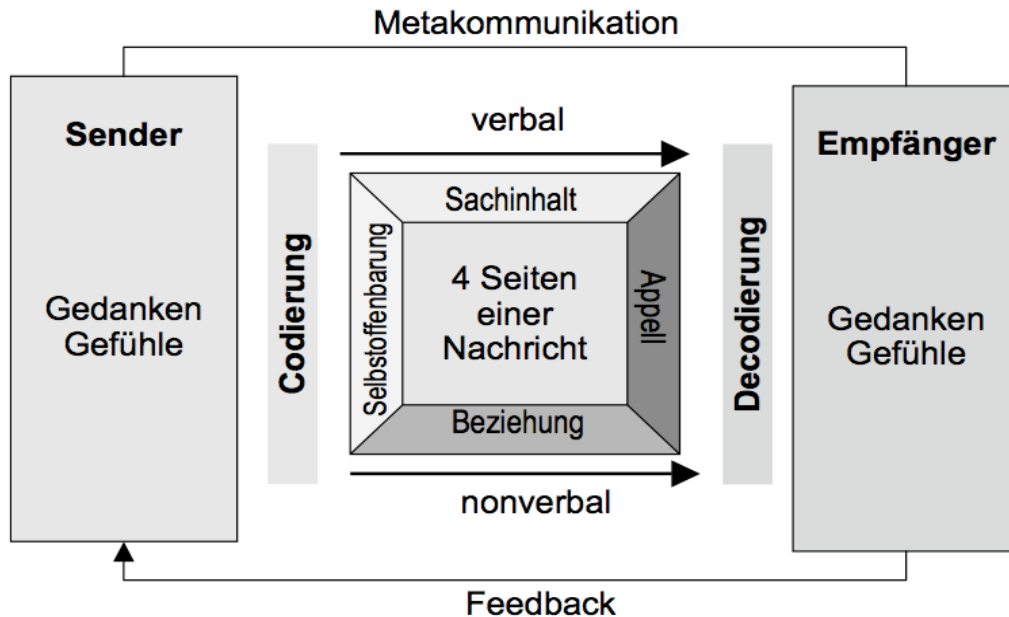 Metakommunikation
Sender
Gedanken
Gefühle
Codierung
verbal
Sachinhalt
Selbstoffenbarung
4 Seiten
einer
Nachricht
Appell
Beziehung
nonverbal
Decodierung
Empfänger
Gedanken
Gefühle
Feedback